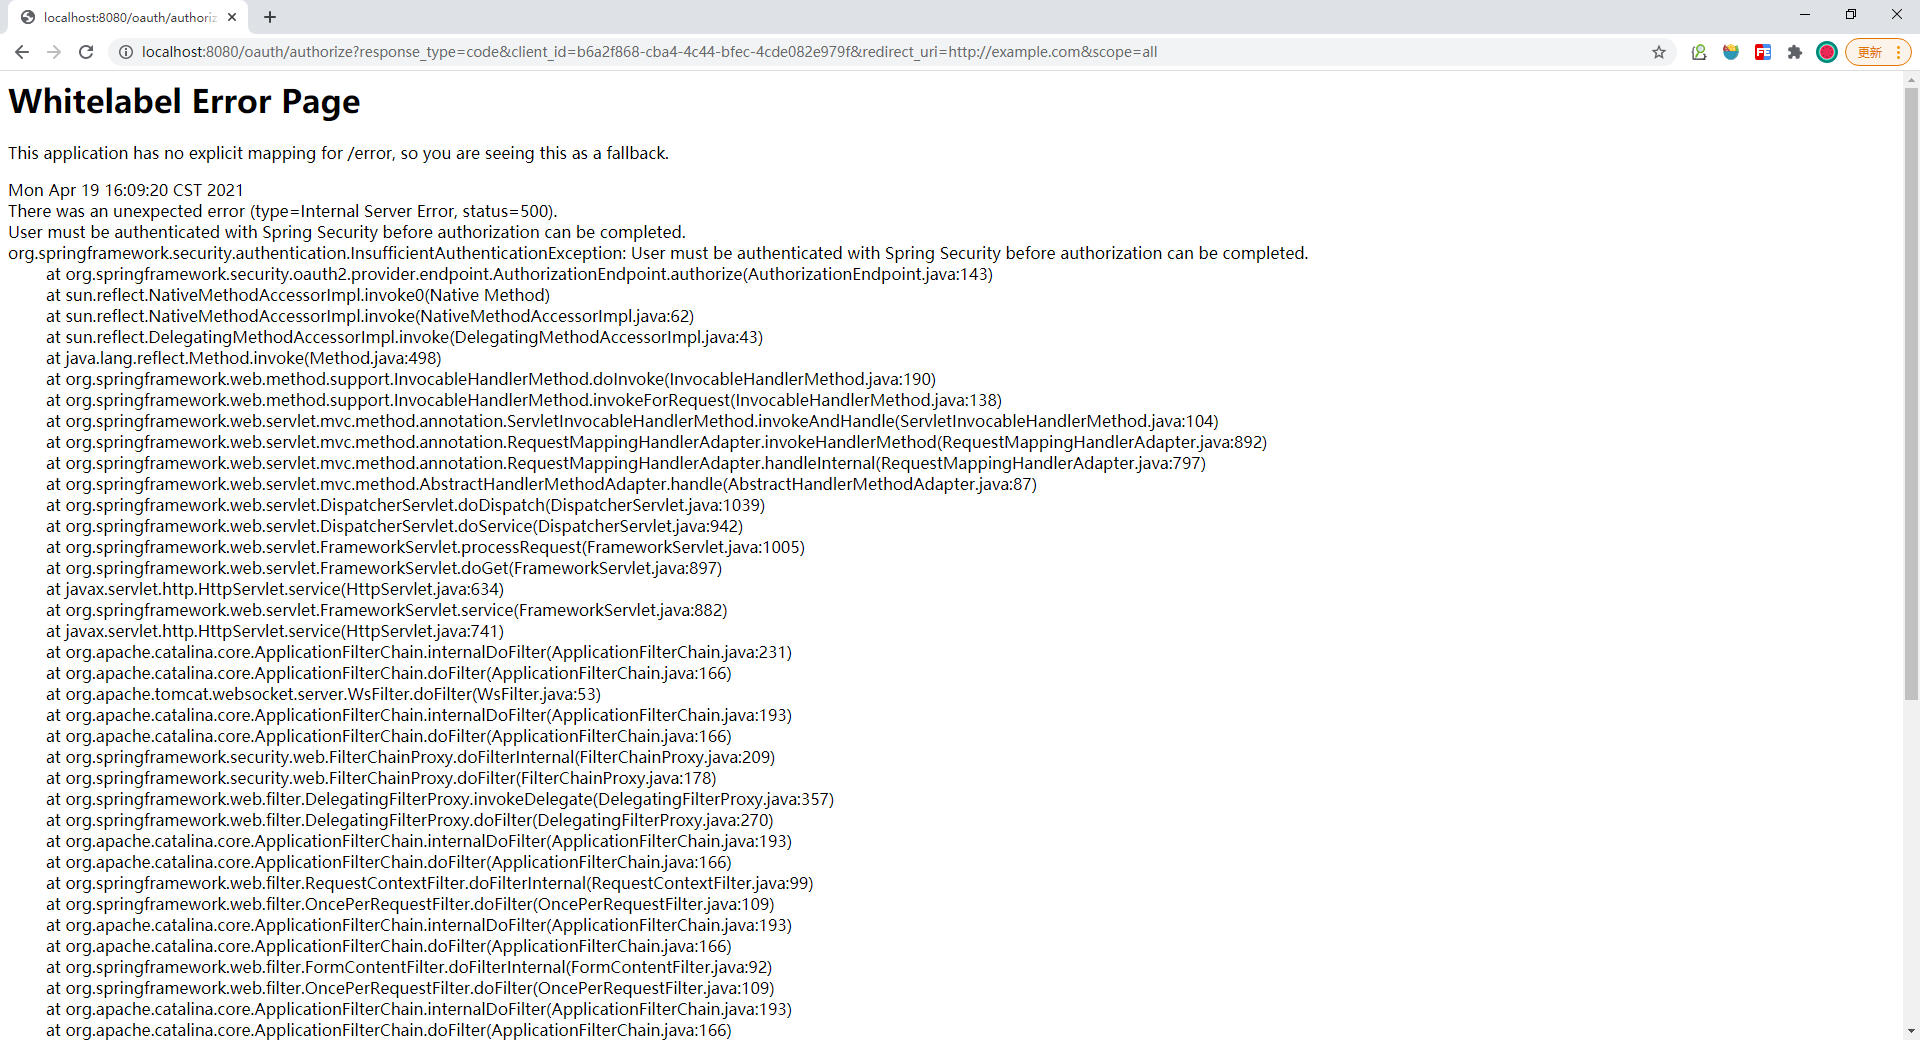 localhost:8080/oauth/authoriz
localhost:8080/oauth/authorize?response_type=code&client_id=b6a2f868-cba4-4c44-bfec-4cde082e979f&redirect_uri=http://example.com&scope=all
FE
更新
Whitelabel Error Page
This application has no explicit mapping for /error, so you are seeing this as a fallback.
Mon Apr 19 16:09:20 CST 2021
There was an unexpected error (type=Internal Server Error, status=500).
User must be authenticated with Spring Security before authorization can be completed.
org.springframework.security.authentication.InsufficientAuthenticationException: User must be authenticated with Spring Security before authorization can be completed.
at org.springframework.security.oauth2.provider.endpoint.AuthorizationEndpoint.authorize(AuthorizationEndpoint.java:143)
at sun.reflect.NativeMethodAccessorImpl.invoke0(Native Method)
at sun.reflect.NativeMethodAccessorImpl.invoke(NativeMethodAccessorImpl.java:62)
at sun.reflect.DelegatingMethodAccessorImpl.invoke(DelegatingMethodAccessorImpl.java:43)
at java.lang.reflect.Method.invoke(Method.java:498)
at org.springframework.web.method.support.InvocableHandlerMethod.doInvoke(InvocableHandlerMethod.java:190)
at org.springframework.web.method.support.InvocableHandlerMethod.invokeForRequest(InvocableHandlerMethod.java:138)
at org.springframework.web.servlet.mvc.method.annotation.ServletInvocableHandlerMethod.invokeAndHandle(ServletInvocableHandlerMethod.java:104)
at org.springframework.web.servlet.mvc.method.annotation.RequestMappingHandlerAdapter.invokeHandlerMethod(RequestMappingHandlerAdapter.java:892)
at org.springframework.web.servlet.mvc.method.annotation.RequestMappingHandlerAdapter.handleInternal(RequestMappingHandlerAdapter.java:797)
at org.springframework.web.servlet.mvc.method.AbstractHandlerMethodAdapter.handle(AbstractHandlerMethodAdapter.java:87)
at org.springframework.web.servlet.DispatcherServlet.doDispatch(DispatcherServlet.java:1039)
at org.springframework.web.servlet.DispatcherServlet.doService(DispatcherServlet.java:942)
at org.springframework.web.servlet.FrameworkServlet.processRequest(FrameworkServlet.java:1005)
at org.springframework.web.servlet.FrameworkServlet.doGet(FrameworkServlet.java:897)
at javax.servlet.http.HttpServlet.service(HttpServlet.java:634)
at org.springframework.web.servlet.FrameworkServlet.service(FrameworkServlet.java:882)
at javax.servlet.http.HttpServlet.service(HttpServlet.java:741)
at org.apache.catalina.core.ApplicationFilterChain.internalDoFilter(ApplicationFilterChain.java:231)
at org.apache.catalina.core.ApplicationFilterChain.doFilter(ApplicationFilterChain.java:166)
at org.apache.tomcat.websocket.server.WsFilter.doFilter(WsFilter.java:53)
at org.apache.catalina.core.ApplicationFilterChain.internalDoFilter(ApplicationFilterChain.java:193)
at org.apache.catalina.core.ApplicationFilterChain.doFilter(ApplicationFilterChain.java:166)
at org.springframework.security.web.FilterChainProxy.doFilterInternal(FilterChainProxy.java:209)
at org.springframework.security.web.FilterChainProxy.doFilter(FilterChainProxy.java:178)
at org.springframework.web.filter.DelegatingFilterProxy.invokeDelegate(DelegatingFilterProxy.java:357)
at org.springframework.web.filter.DelegatingFilterProxy.doFilter(DelegatingFilterProxy.java:270)
at org.apache.catalina.core.ApplicationFilterChain.internalDoFilter(ApplicationFilterChain.java:193)
at org.apache.catalina.core.ApplicationFilterChain.doFilter(ApplicationFilterChain.java:166)
at org.springframework.web.filter.RequestContextFilter.doFilterInternal(RequestContextFilter.java:99)
at org.springframework.web.filter.OncePerRequestFilter.doFilter(OncePerRequestFilter.java:109)
at org.apache.catalina.core.ApplicationFilterChain.internalDoFilter(ApplicationFilterChain.java:193)
at org.apache.catalina.core.ApplicationFilterChain.doFilter(ApplicationFilterChain.java:166)
at org.springframework.web.filter.FormContentFilter.doFilterInternal(FormContentFilter.java:92)
at org.springframework.web.filter.OncePerRequestFilter.doFilter(OncePerRequestFilter.java:109)
at org.apache.catalina.core.ApplicationFilterChain.internalDoFilter(ApplicationFilterChain.java:193)
at org.apache.catalina.core.ApplicationFilterChain.doFilter(ApplicationFilterChain.java:166)